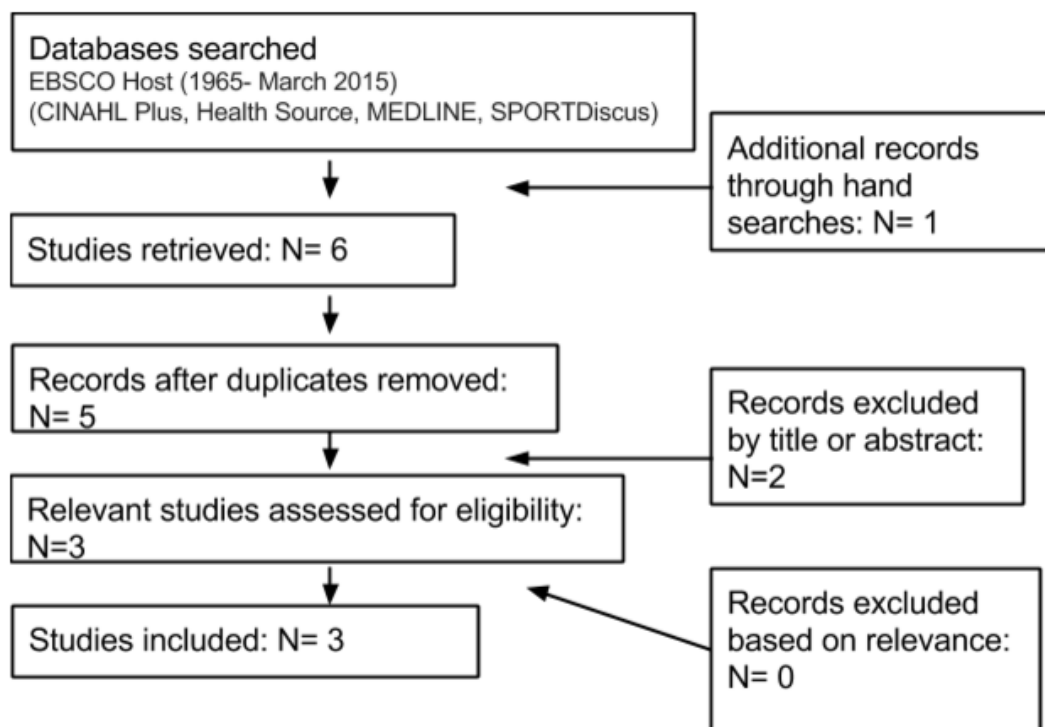 Databases searched
EBSCO Host (1965- March 2015)
(CINAHL Plus, Health Source, MEDLINE, SPORTDiscus)
Additional records
through hand
searches: N= 1
Studies retrieved: N= 6
Records after duplicates removed:
N= 5
Records excluded
by title or abstract:
N=2
Relevant studies assessed for eligibility:
N=3
Records excluded
based on relevance:
N= 0
Studies included: N= 3